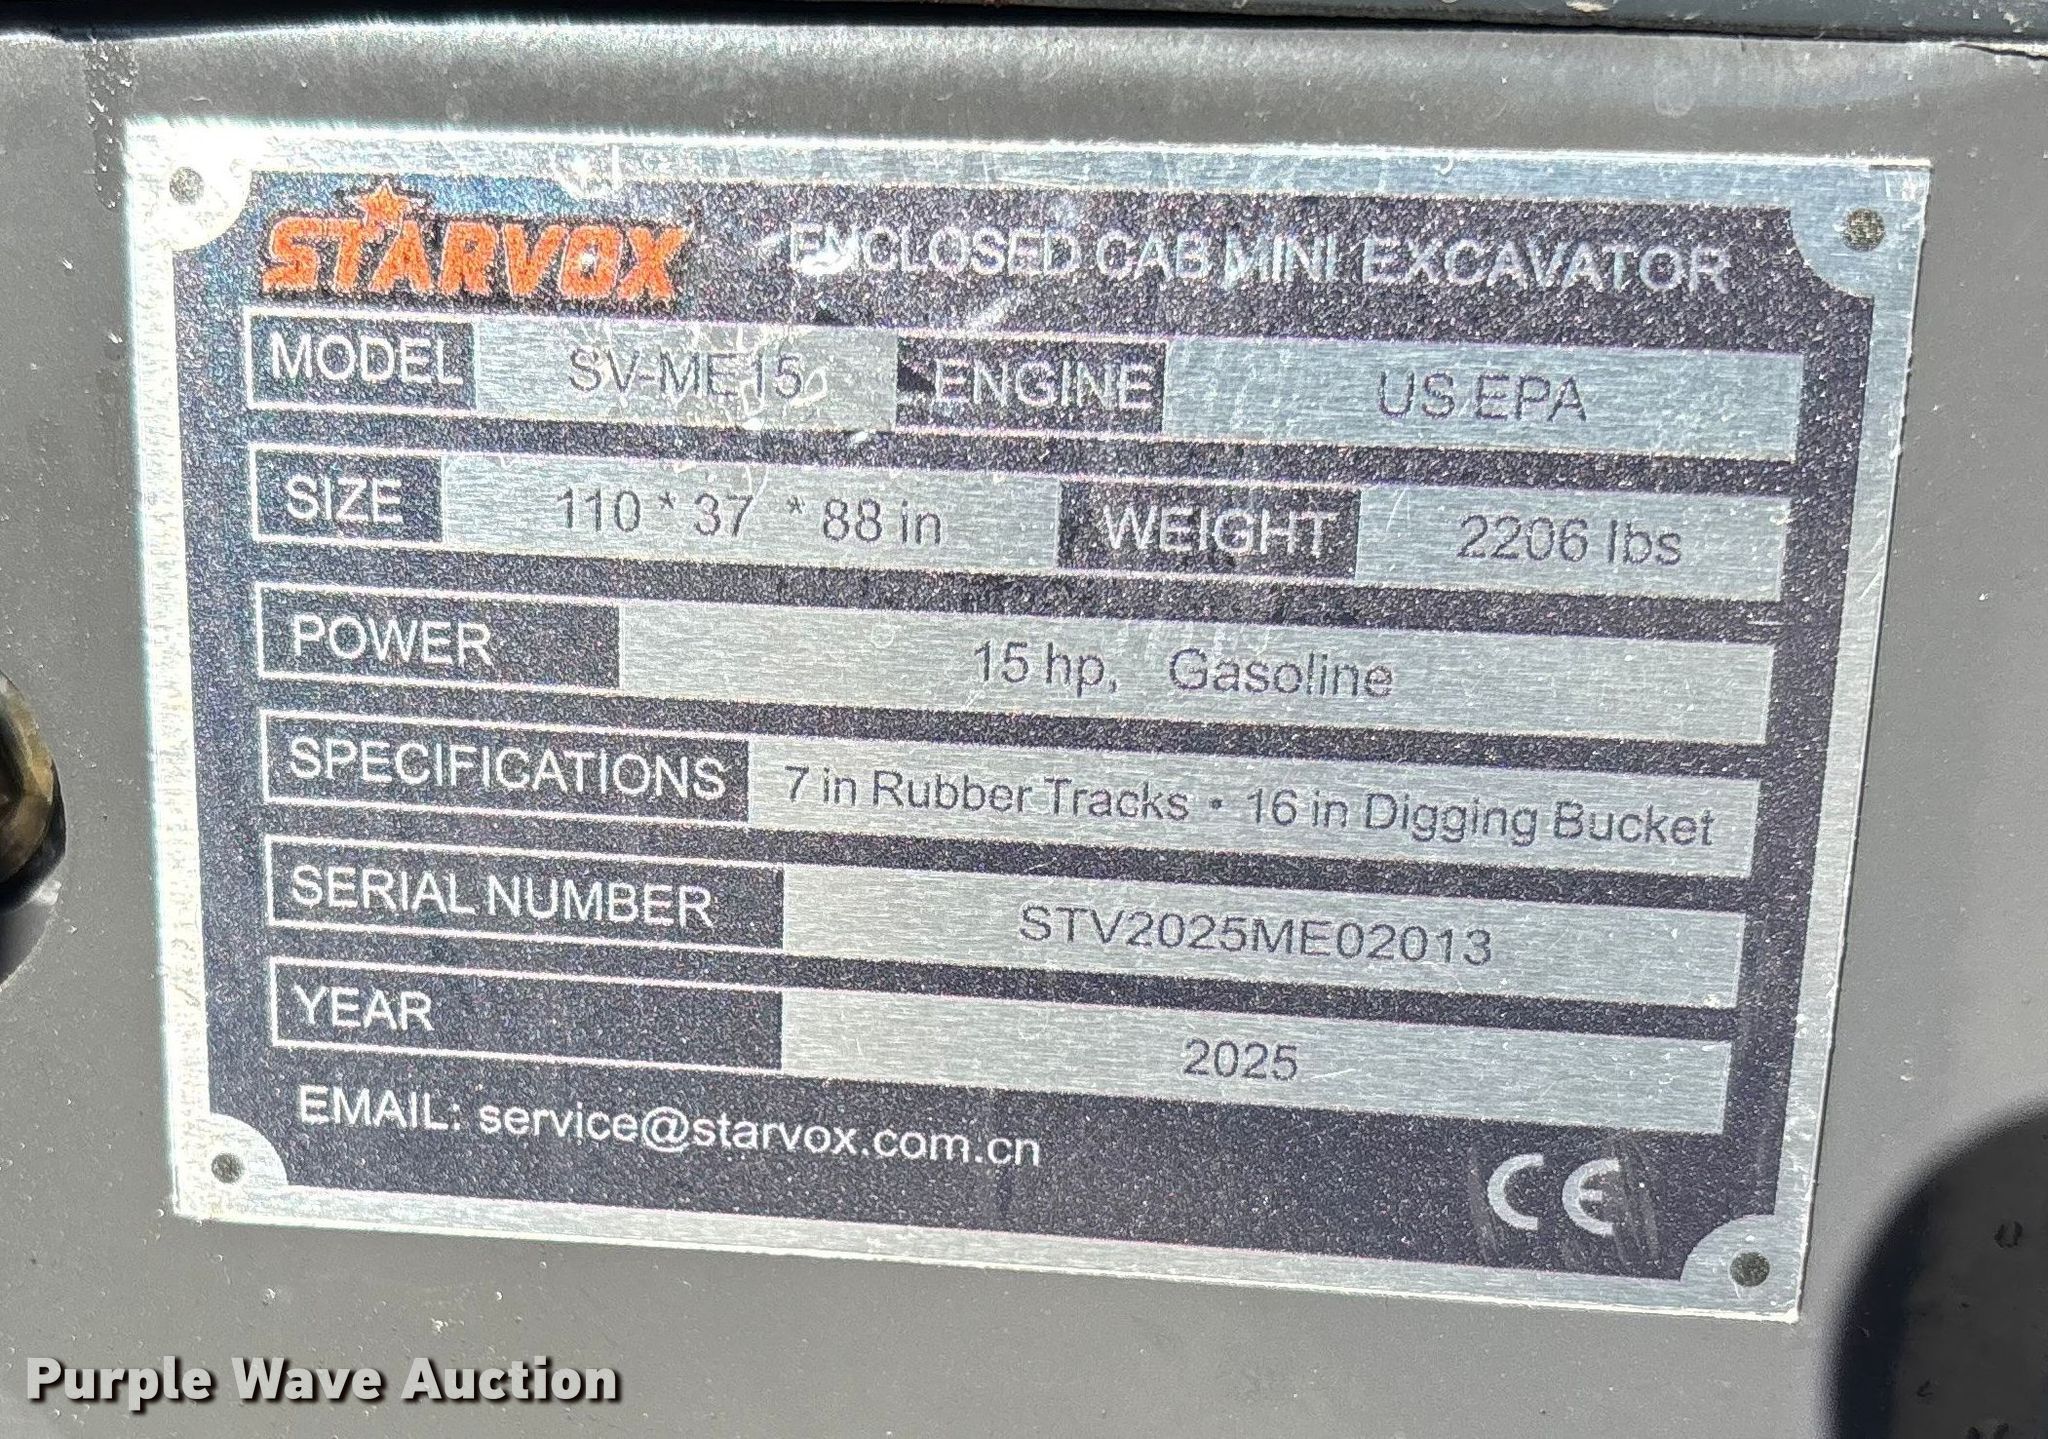 STARVOX ENCLOSED CAB MINI EXCAVATOR
MODEL SV-ME15 ENGINE US EPA
SIZE 110 * 37 * 88 in WEIGHT 2206 lbs
POWER 15 hp, Gasoline
SPECIFICATIONS 7 in Rubber Tracks • 16 in Digging Bucket
SERIAL NUMBER STV2025ME02013
YEAR 2025
EMAIL: service@starvox.com.cn
CE
Purple Wave Auction